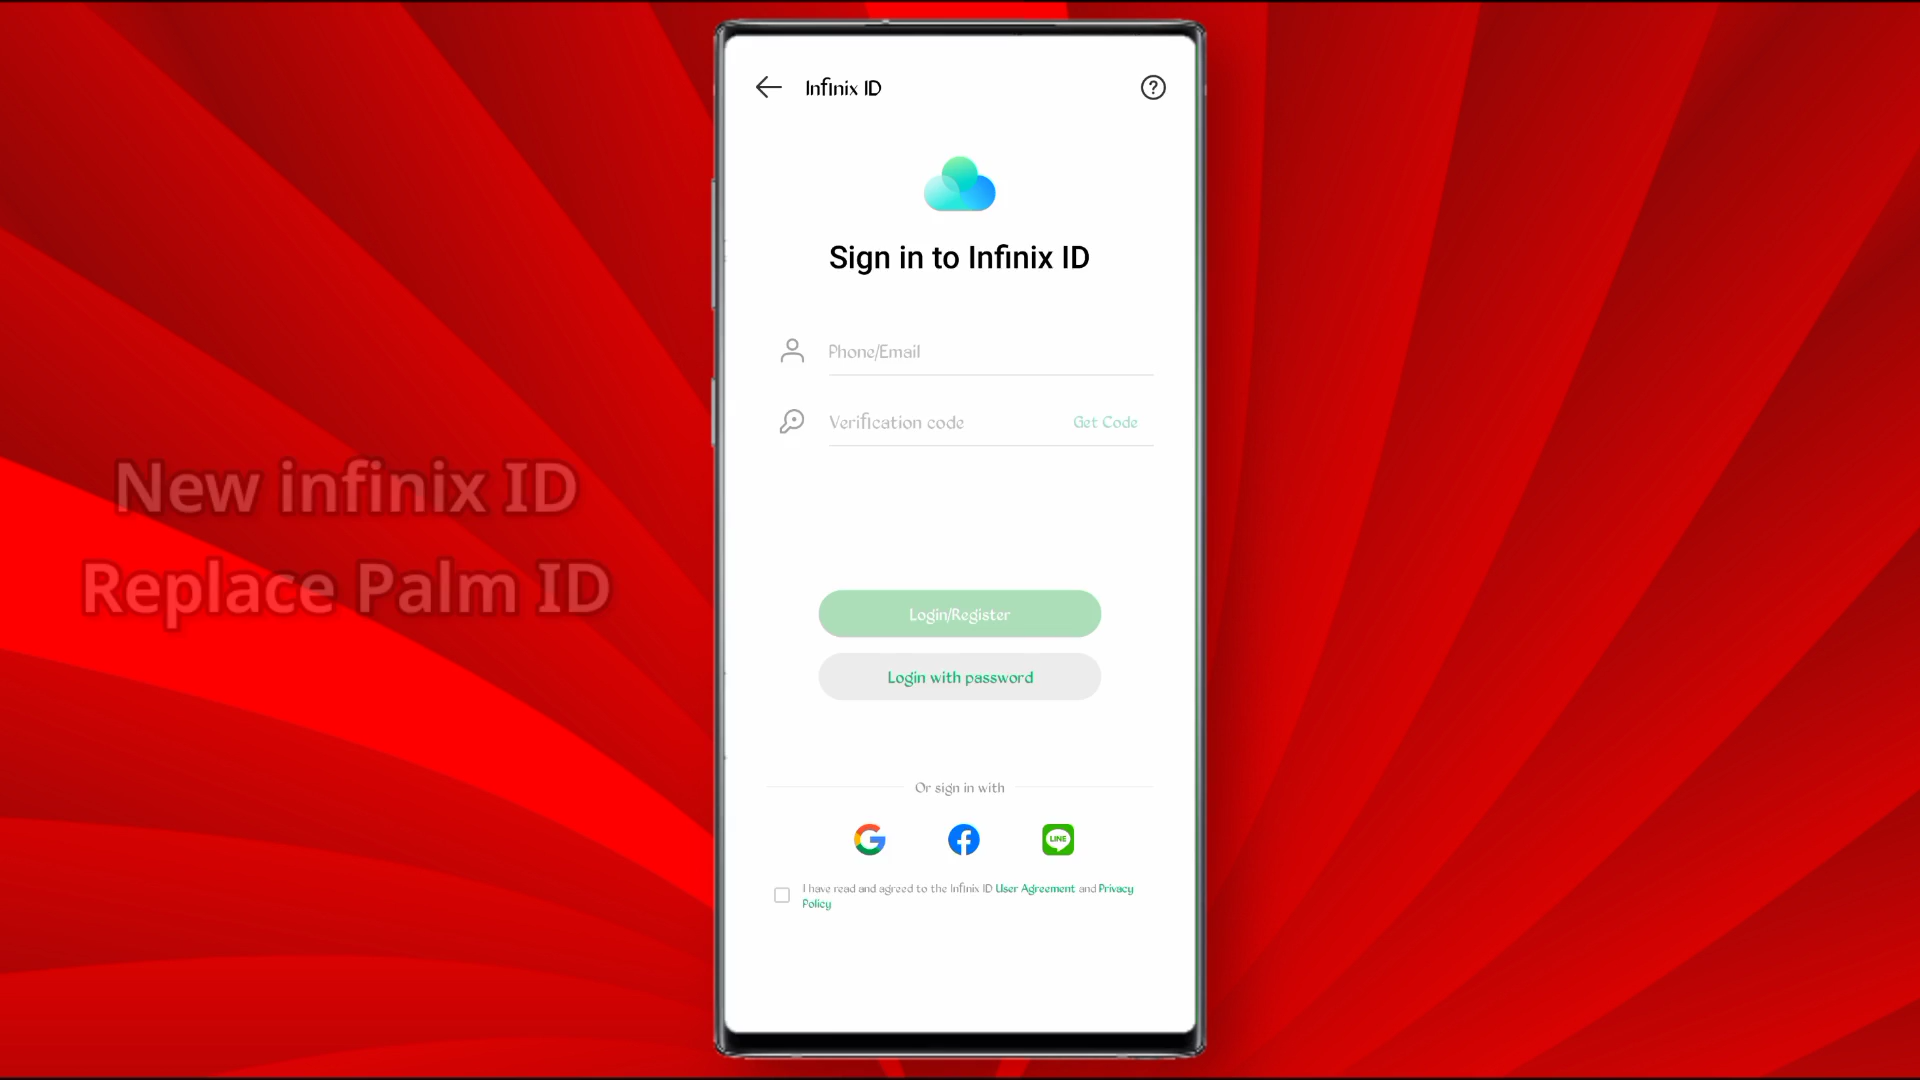 Infinix ID
Sign in to Infinix ID
Phone/Email
Verification code Get Code
New infinix ID
Replace Palm ID
Login/Register
Login with password
Or sign in with
LINE
I have read and agreed to the Infinix ID User Agreement and Privacy
Policy